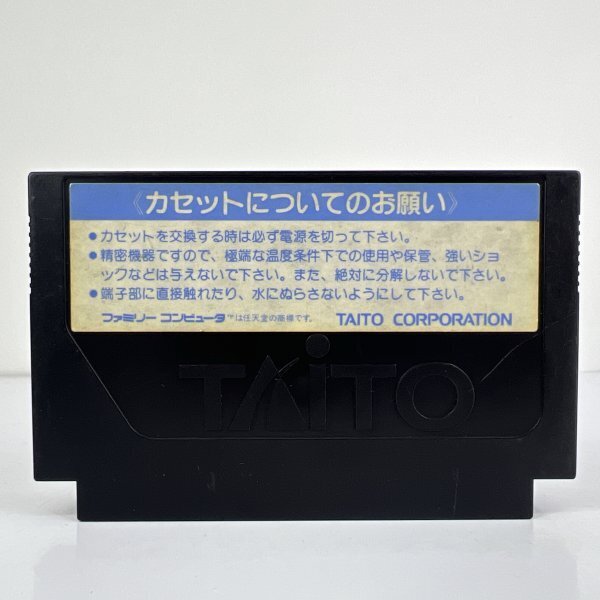 《カセットについてのお願い》
●カセットを交換する時は必ず電源を切って下さい。
●精密機器ですので、極端な温度条件下での使用や保管、強いショ
ックなどは与えないで下さい。また、絶対に分解しないで下さい。
●端子部に直接触れたり、水にぬらさないようにして下さい。
ファミリーコンピュータ™は任天堂の商標です。 TAITO CORPORATION
TAITO